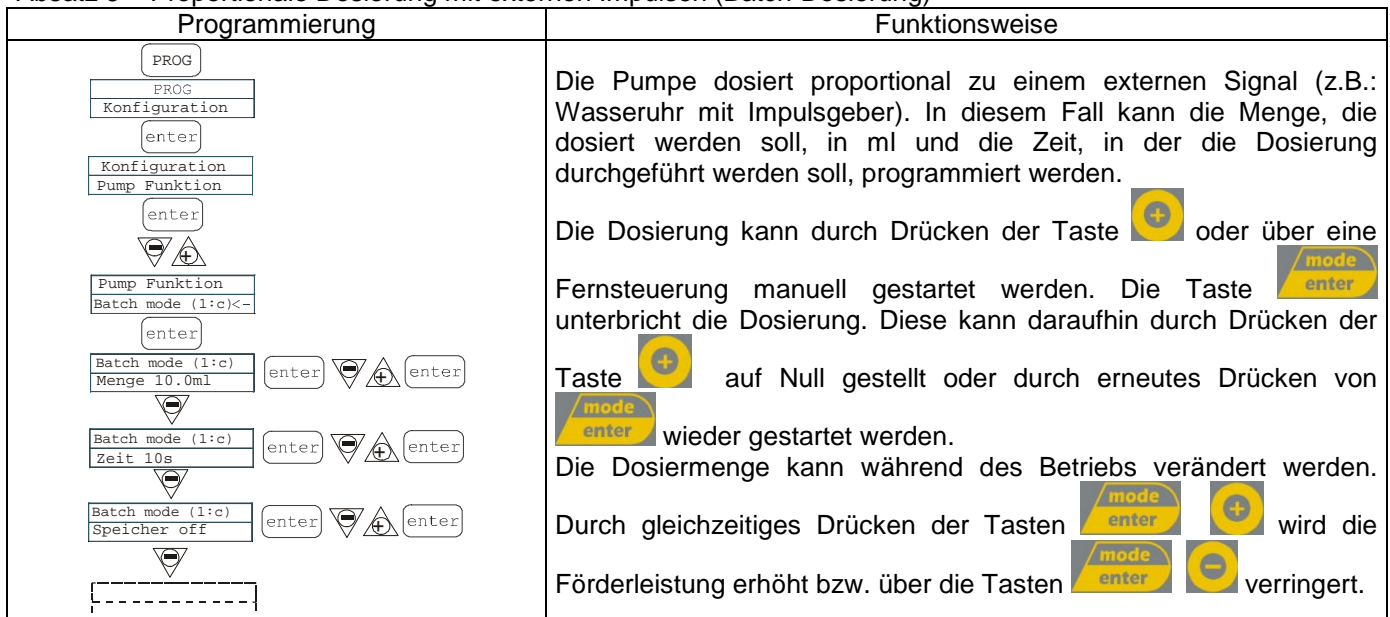 Absatz 5 – Proportionale Dosierung mit externen Impulsen (Batch-Dosierung)
Programmierung
Funktionsweise
PROG
PROG
Konfiguration
enter
Konfiguration
Pump Funktion
enter
Pump Funktion
Batch mode (1:c)<-
enter
Batch mode (1:c)
Menge 10.0ml
enter
enter
Batch mode (1:c)
Zeit 10s
enter
enter
Batch mode (1:c)
Speicher off
enter
enter
Die Pumpe dosiert proportional zu einem externen Signal (z.B.:
Wasseruhr mit Impulsgeber). In diesem Fall kann die Menge, die
dosiert werden soll, in ml und die Zeit, in der die Dosierung
durchgeführt werden soll, programmiert werden.
Die Dosierung kann durch Drücken der Taste + oder über eine
Fernsteuerung manuell gestartet werden. Die Taste mode enter
unterbricht die Dosierung. Diese kann daraufhin durch Drücken der
Taste + auf Null gestellt oder durch erneutes Drücken von
mode enter wieder gestartet werden.
Die Dosiermenge kann während des Betriebs verändert werden.
Durch gleichzeitiges Drücken der Tasten mode enter + wird die
Förderleistung erhöht bzw. über die Tasten mode enter - verringert.